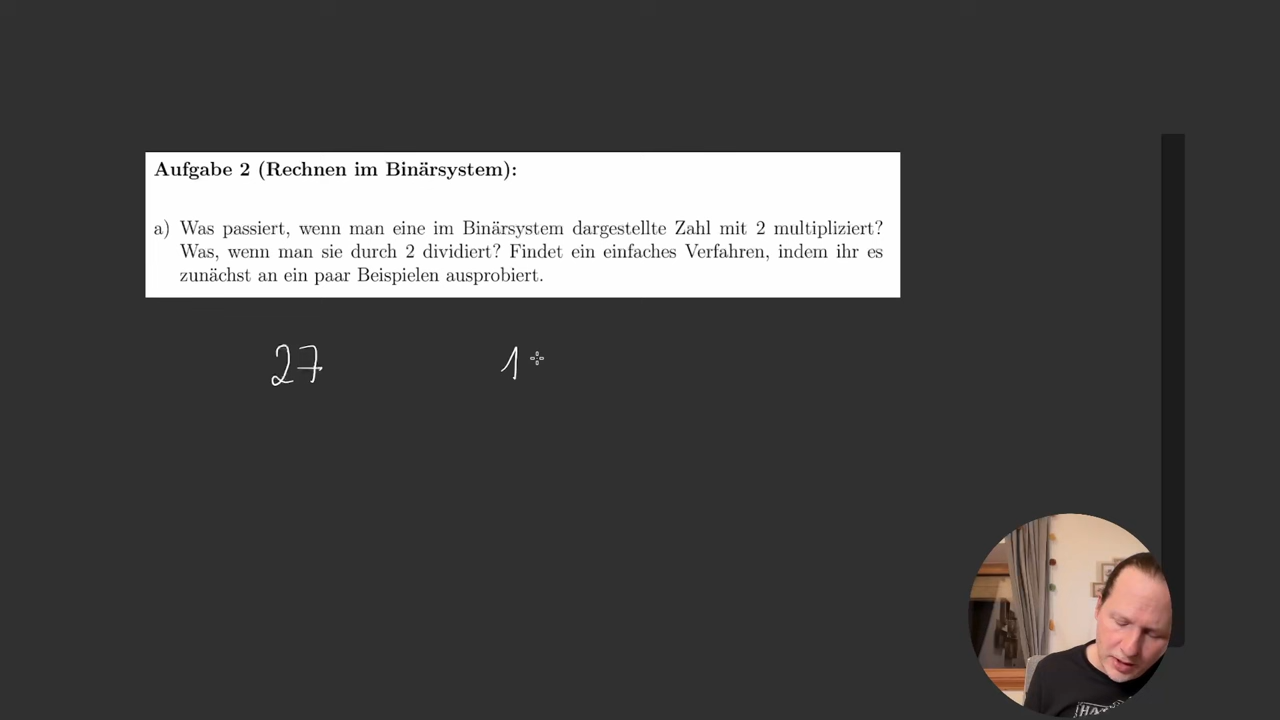 Aufgabe 2 (Rechnen im Binärsystem):
a) Was passiert, wenn man eine im Binärsystem dargestellte Zahl mit 2 multipliziert?
Was, wenn man sie durch 2 dividiert? Findet ein einfaches Verfahren, indem ihr es
zunächst an ein paar Beispielen ausprobiert.
27 1